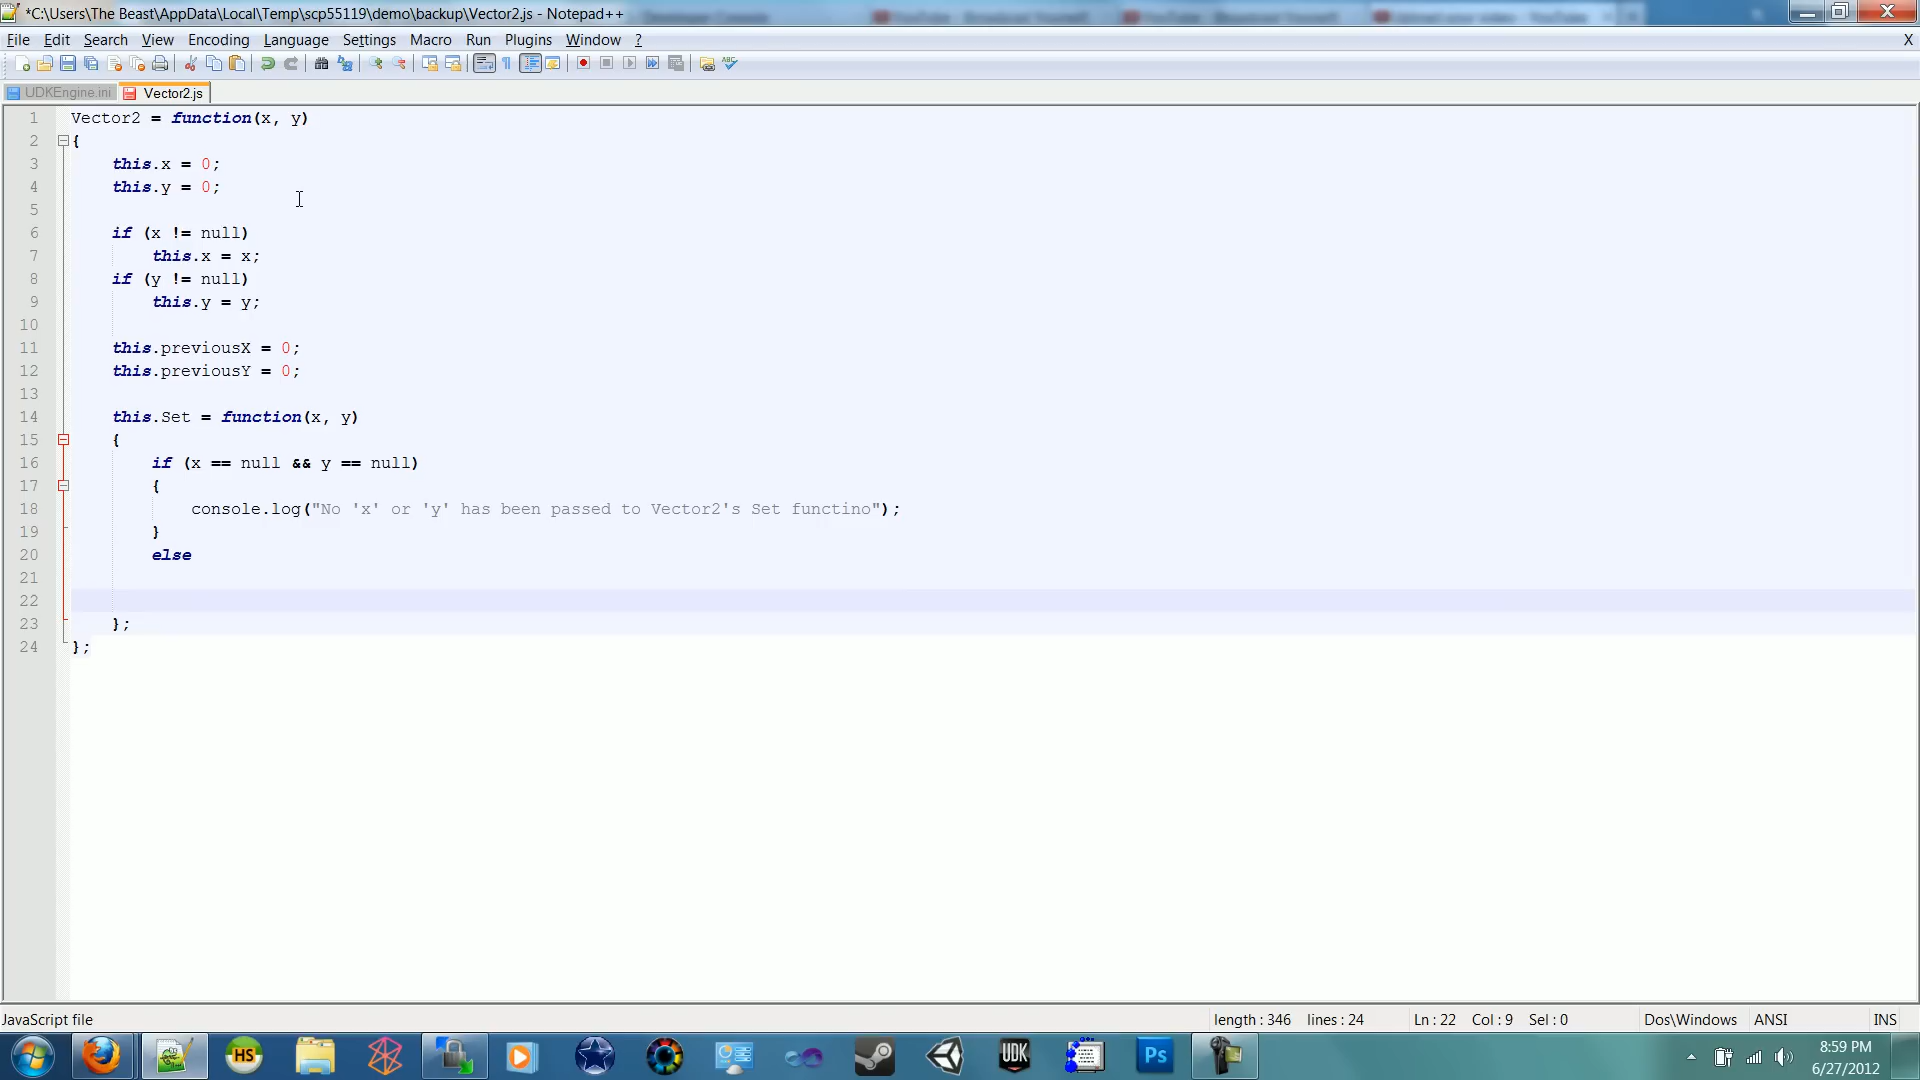 *C:\Users\The Beast\AppData\Local\Temp\scp55119\demo\backup\Vector2.js - Notepad++
File Edit Search View Encoding Language Settings Macro Run Plugins Window ? X
UDKEngine.ini Vector2.js
1 Vector2 = function(x, y)
2 {
3 this.x = 0;
4 this.y = 0;
5
6 if (x != null)
7 this.x = x;
8 if (y != null)
9 this.y = y;
10
11 this.previousX = 0;
12 this.previousY = 0;
13
14 this.Set = function(x, y)
15 {
16 if (x == null && y == null)
17 {
18 console.log("No 'x' or 'y' has been passed to Vector2's Set functino");
19 }
20 else
21
22
23 };
24 };
JavaScript file length : 346 lines : 24 Ln : 22 Col : 9 Sel : 0 Dos\Windows ANSI INS
HS UDK Ps
8:59 PM
6/27/2012